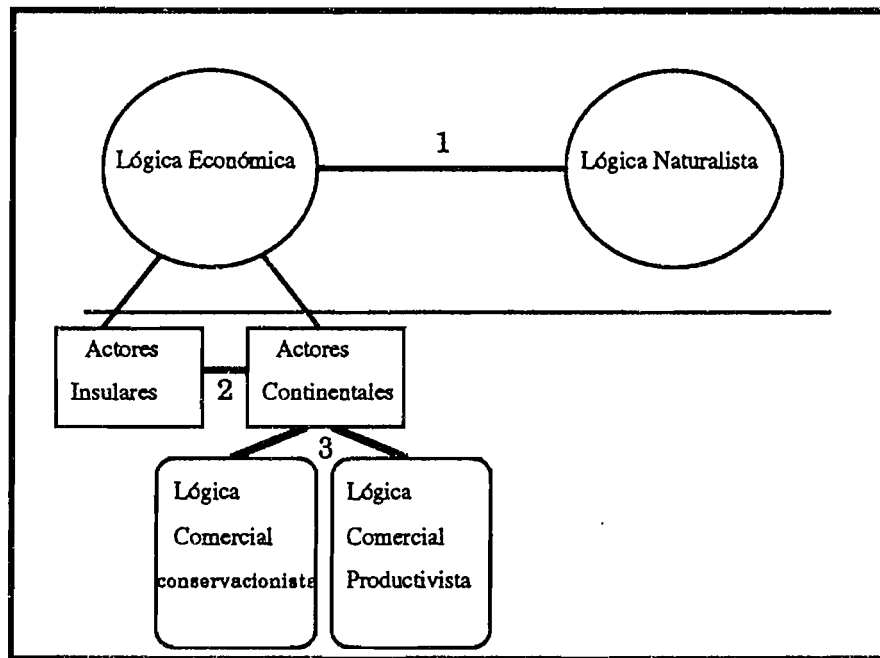 1
Lógica Económica
Lógica Naturalista
Actores
Insulares
2
Actores
Continentales
3
Lógica
Comercial
conservacionista
Lógica
Comercial
Productivista